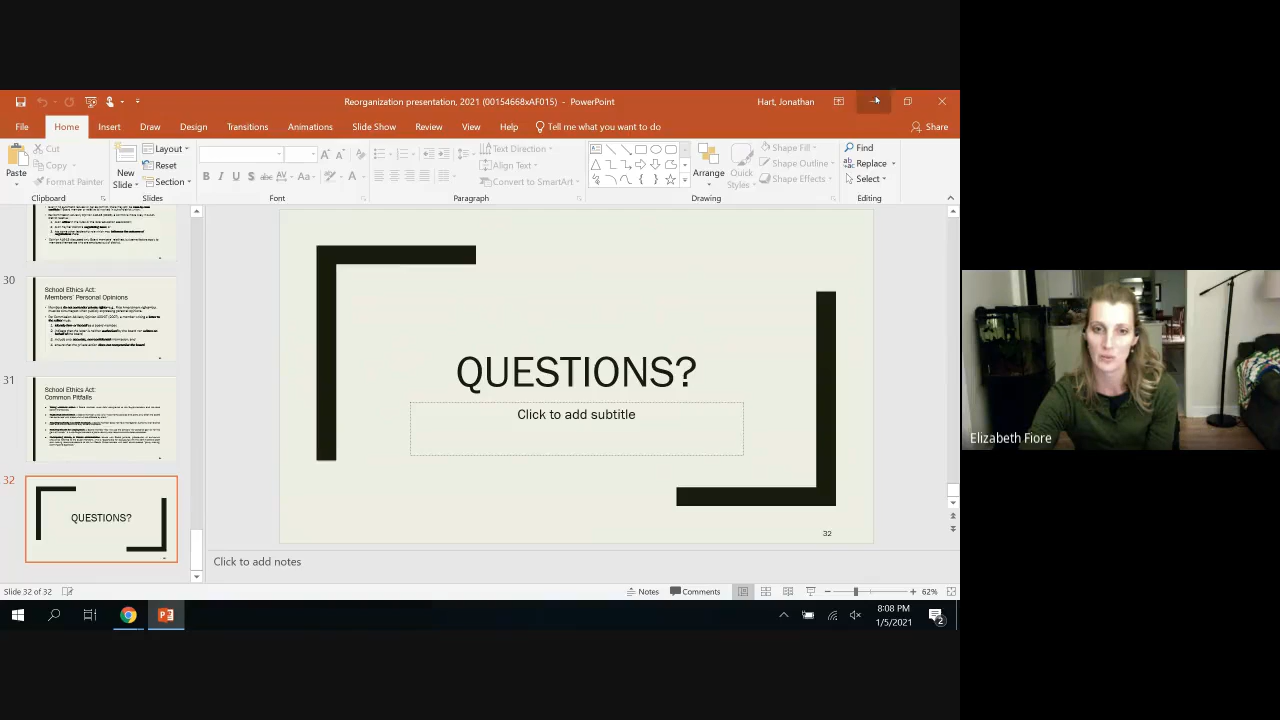 Reorganization presentation, 2021 (00154668xAF015) - PowerPoint
Hart, Jonathan
File
Home
Insert
Draw
Design
Transitions
Animations
Slide Show
Review
View
Help
Tell me what you want to do
Share
Paste
Cut
Copy
Format Painter
Clipboard
New
Slide
Layout
Reset
Section
Slides
Font
Text Direction
Align Text
Convert to SmartArt
Paragraph
Arrange
Quick
Styles
Shape Fill
Shape Outline
Shape Effects
Drawing
Find
Replace
Select
Editing
30
School Ethics Act:
Members' Personal Opinions
31
School Ethics Act:
Common Pitfalls
32
QUESTIONS?
QUESTIONS?
Click to add subtitle
32
Click to add notes
Slide 32 of 32
Notes
Comments
62%
8:08 PM
1/5/2021
2
Elizabeth Fiore